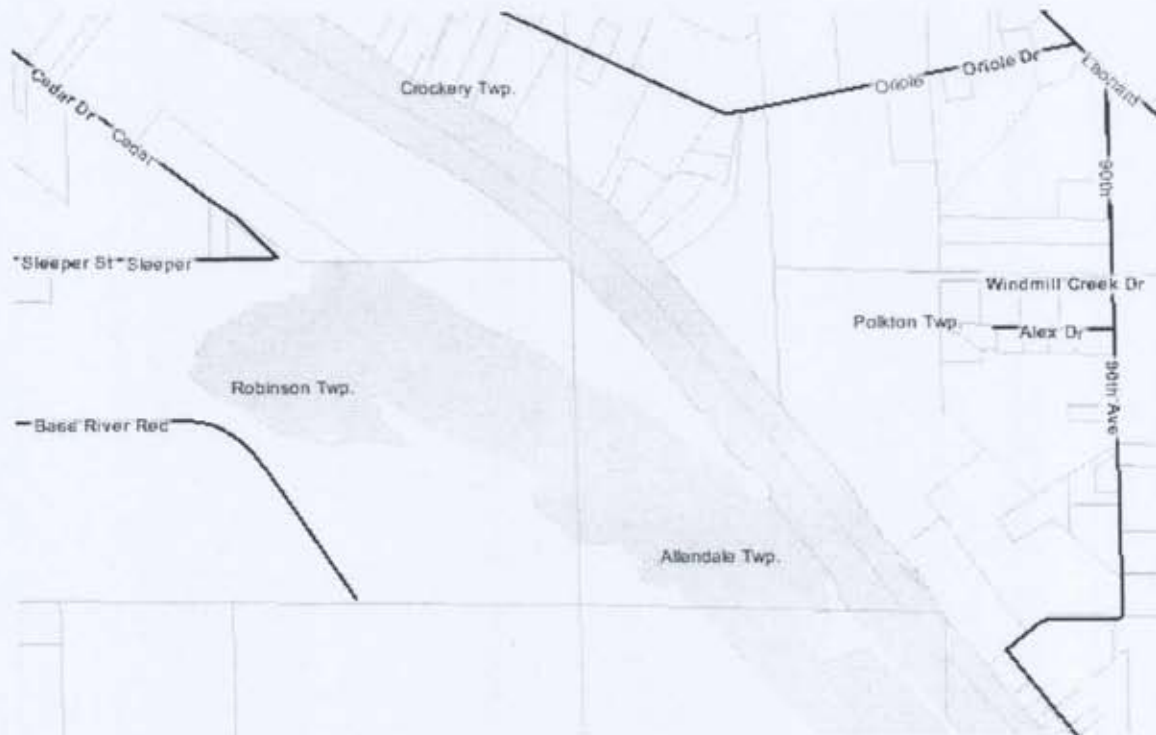 Crockery Twp.
Oriole
Oriole Dr
Leonard
Cedar Dr
Cedar
90th
"Sleeper St "Sleeper
Windmill Creek Dr
Polkton Twp.
Alex Dr
Robinson Twp.
90th Ave
Base River Red
Allendale Twp.